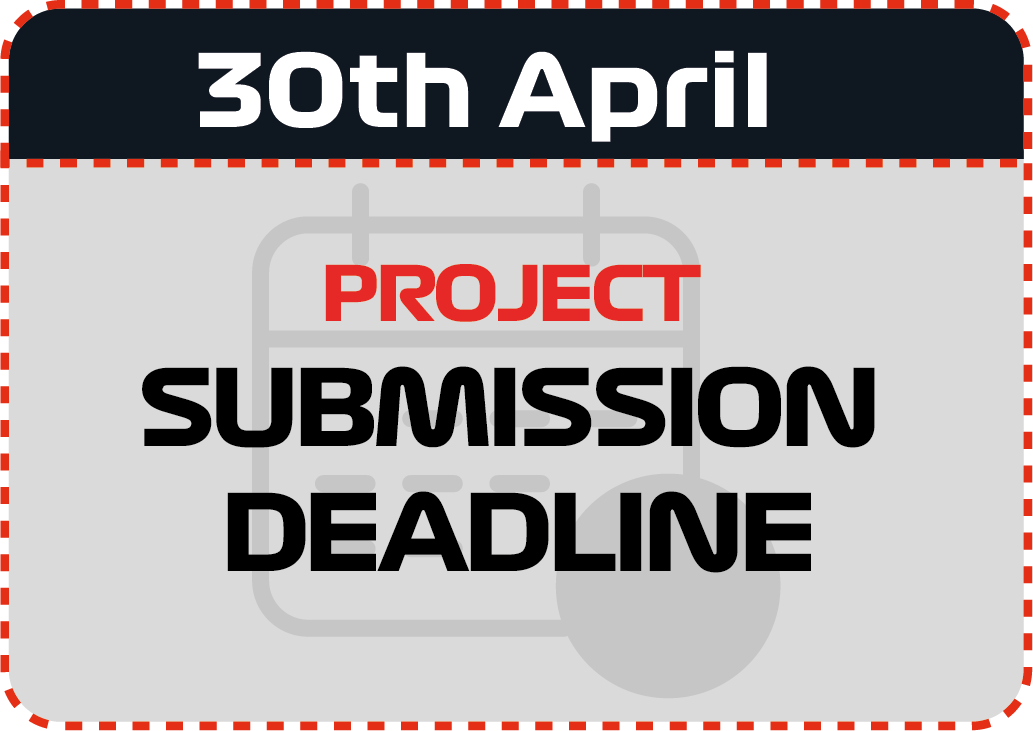 30th April
PROJECT
SUBMISSION
DEADLINE